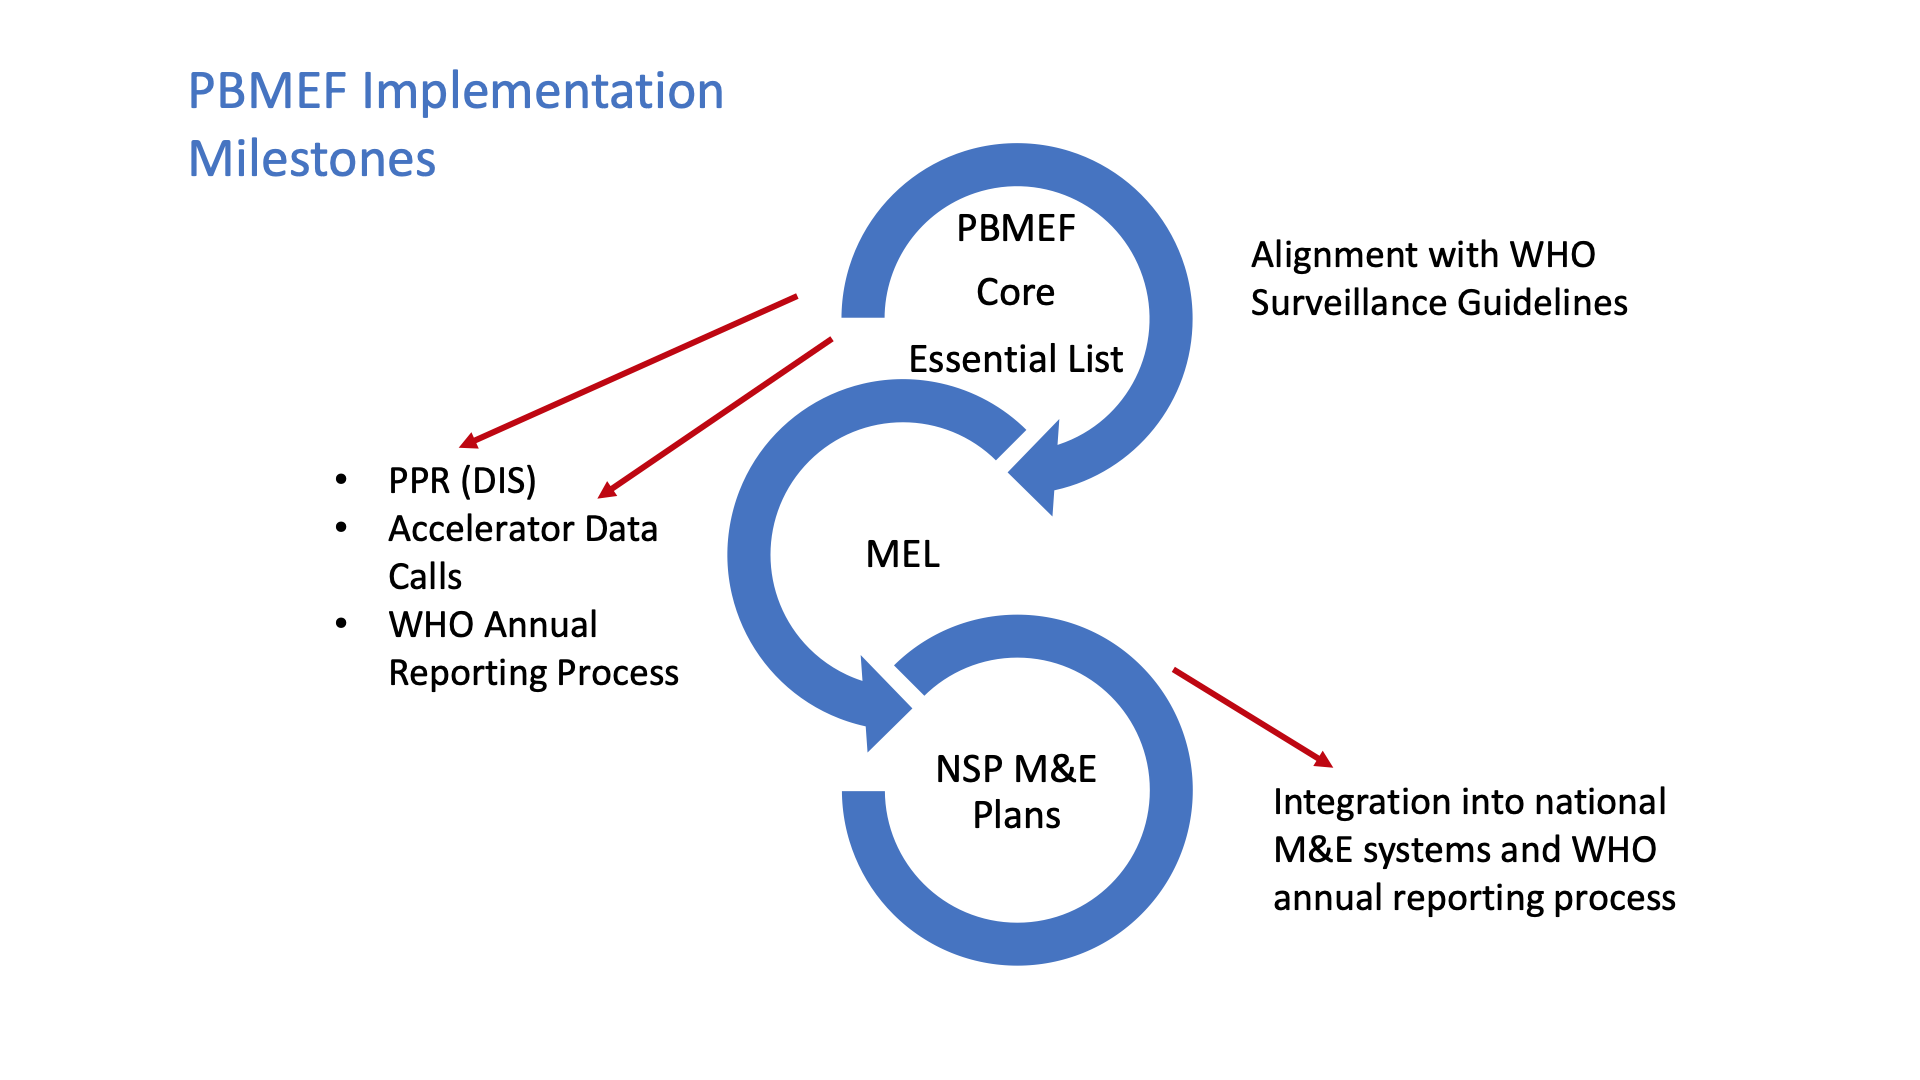 PBMEF Implementation
Milestones
PBMEF
Core
Essential List
Alignment with WHO
Surveillance Guidelines
• PPR (DIS)
• Accelerator Data
Calls
• WHO Annual
Reporting Process
MEL
NSP M&E
Plans
Integration into national
M&E systems and WHO
annual reporting process